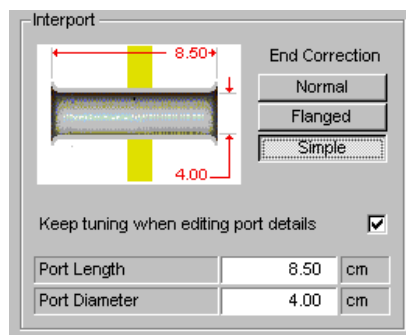 Interport
8.50
End Correction
Normal
Flanged
Simple
4.00
Keep tuning when editing port details
Port Length 8.50 cm
Port Diameter 4.00 cm